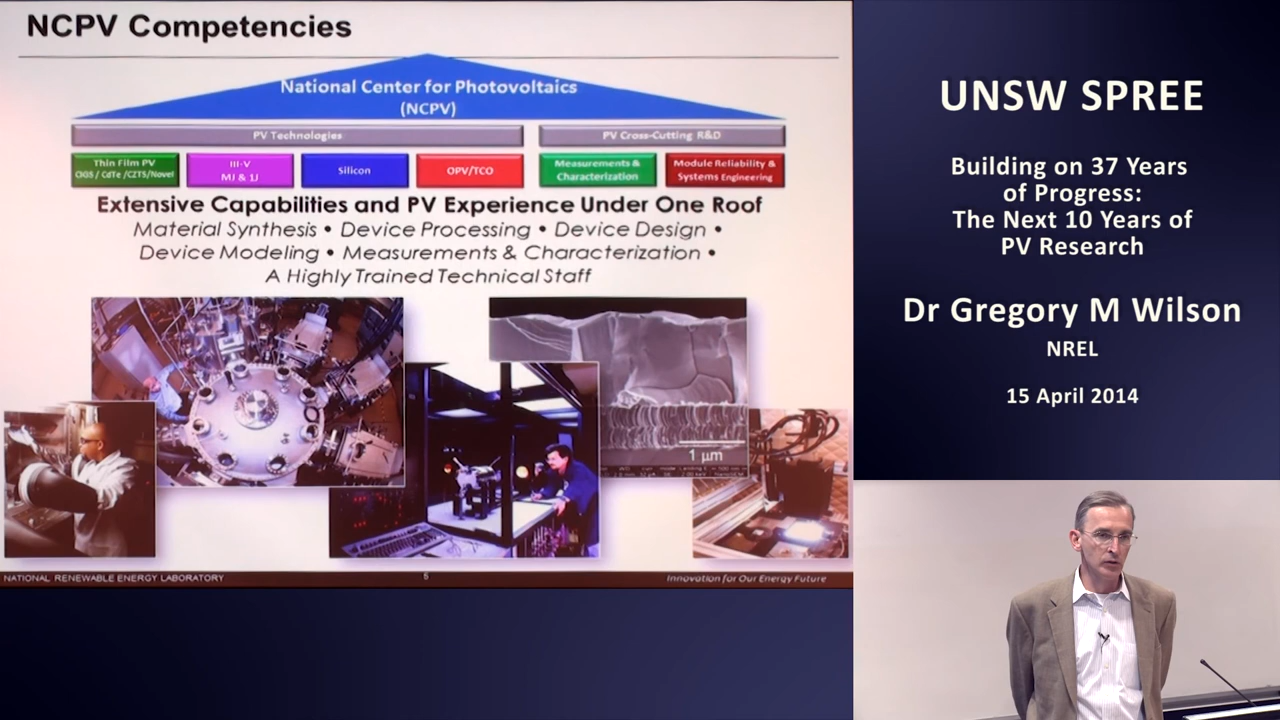 NCPV Competencies
National Center for Photovoltaics
(NCPV)
PV Technologies
PV Cross-Cutting R&D
Thin Film PV
CIGS / CdTe /CZTS/Novel
III-V
MJ & 1J
Silicon
OPV/TCO
Measurements &
Characterization
Module Reliability &
Systems Engineering
Extensive Capabilities and PV Experience Under One Roof
Material Synthesis • Device Processing • Device Design •
Device Modeling • Measurements & Characterization •
A Highly Trained Technical Staff
1 µm
NATIONAL RENEWABLE ENERGY LABORATORY
5
Innovation for Our Energy Future
UNSW SPREE
Building on 37 Years
of Progress:
The Next 10 Years of
PV Research
Dr Gregory M Wilson
NREL
15 April 2014